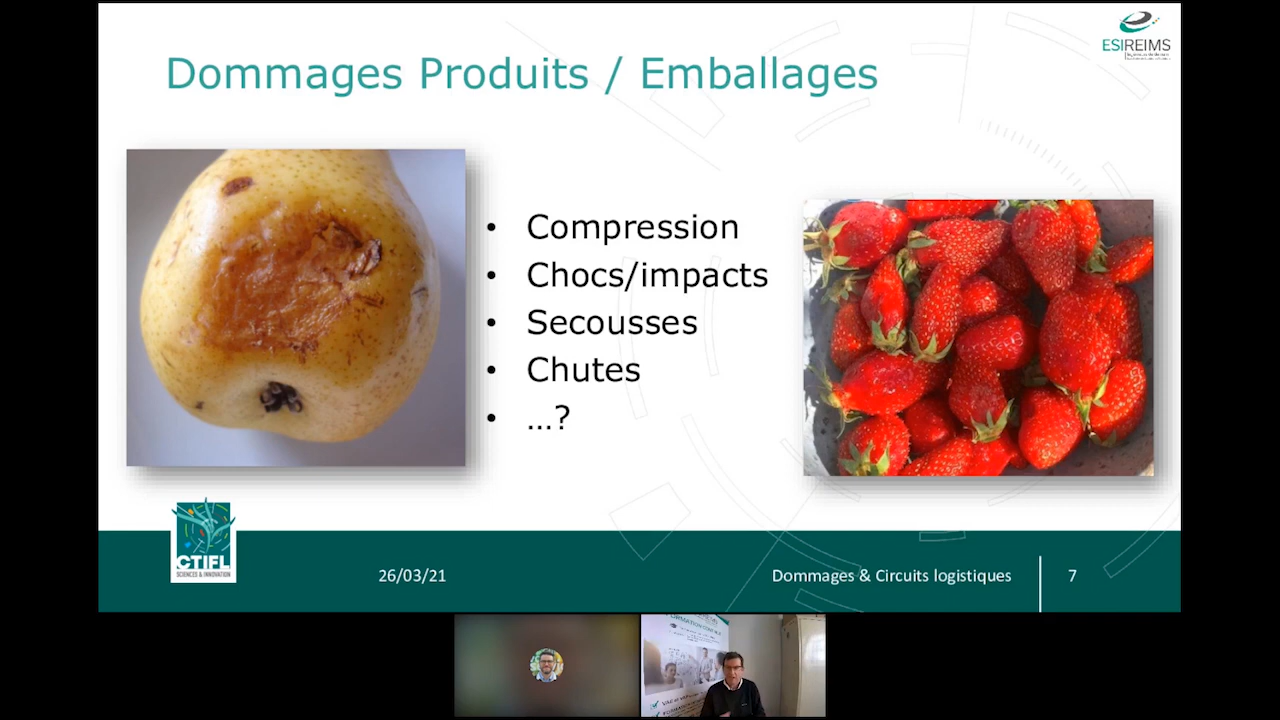 ESIREIMS
Dommages Produits / Emballages
• Compression
• Chocs/impacts
• Secousses
• Chutes
• ...?
CTIFL
SCIENCES & INNOVATION
26/03/21
Dommages & Circuits logistiques
7